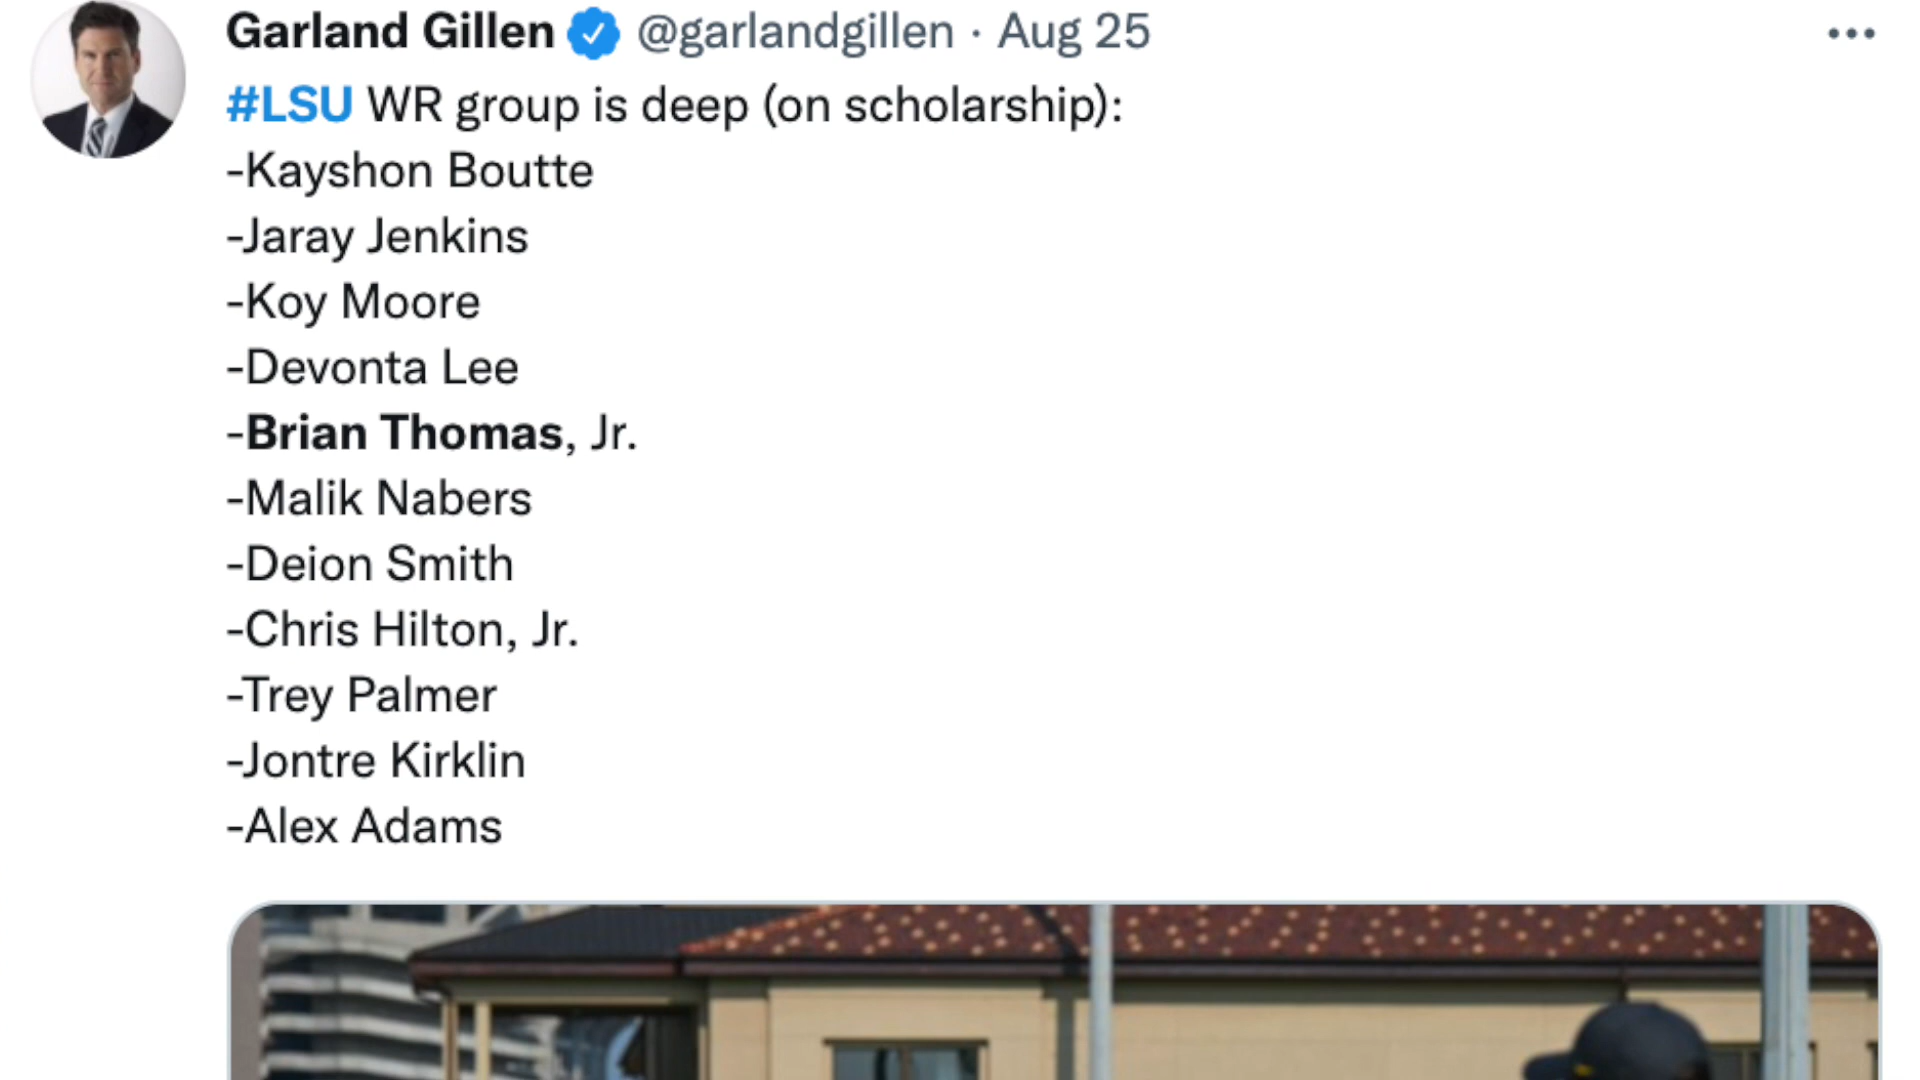 Garland Gillen @garlandgillen · Aug 25
#LSU WR group is deep (on scholarship):
-Kayshon Boutte
-Jaray Jenkins
-Koy Moore
-Devonta Lee
-Brian Thomas, Jr.
-Malik Nabers
-Deion Smith
-Chris Hilton, Jr.
-Trey Palmer
-Jontre Kirklin
-Alex Adams